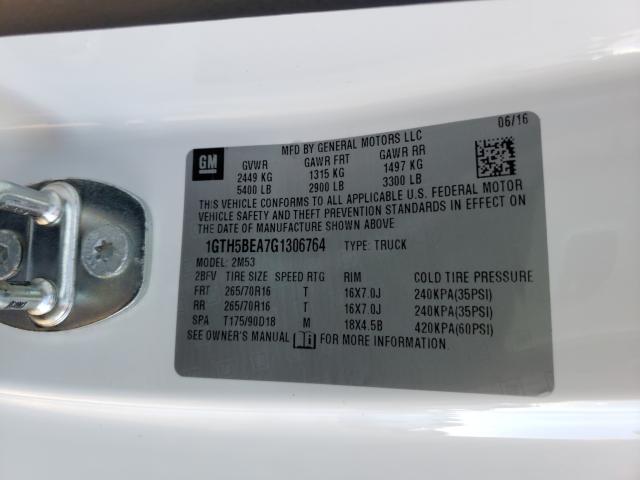 06/16
MFD BY GENERAL MOTORS LLC
GM
GVWR GAWR FRT GAWR RR
2449 KG 1315 KG 1497 KG
5400 LB 2900 LB 3300 LB
THIS VEHICLE CONFORMS TO ALL APPLICABLE U.S. FEDERAL MOTOR
VEHICLE SAFETY AND THEFT PREVENTION STANDARDS IN EFFECT ON
THE DATE OF MANUFACTURE SHOWN ABOVE
1GTH5BEA7G1306764 TYPE: TRUCK
MODEL: 2M53
2BFV TIRE SIZE SPEED RTG RIM COLD TIRE PRESSURE
FRT 265/70R16 T 16X7.0J 240KPA(35PSI)
RR 265/70R16 T 16X7.0J 240KPA(35PSI)
SPA T175/90D18 M 18X4.5B 420KPA(60PSI)
SEE OWNER'S MANUAL FOR MORE INFORMATION.